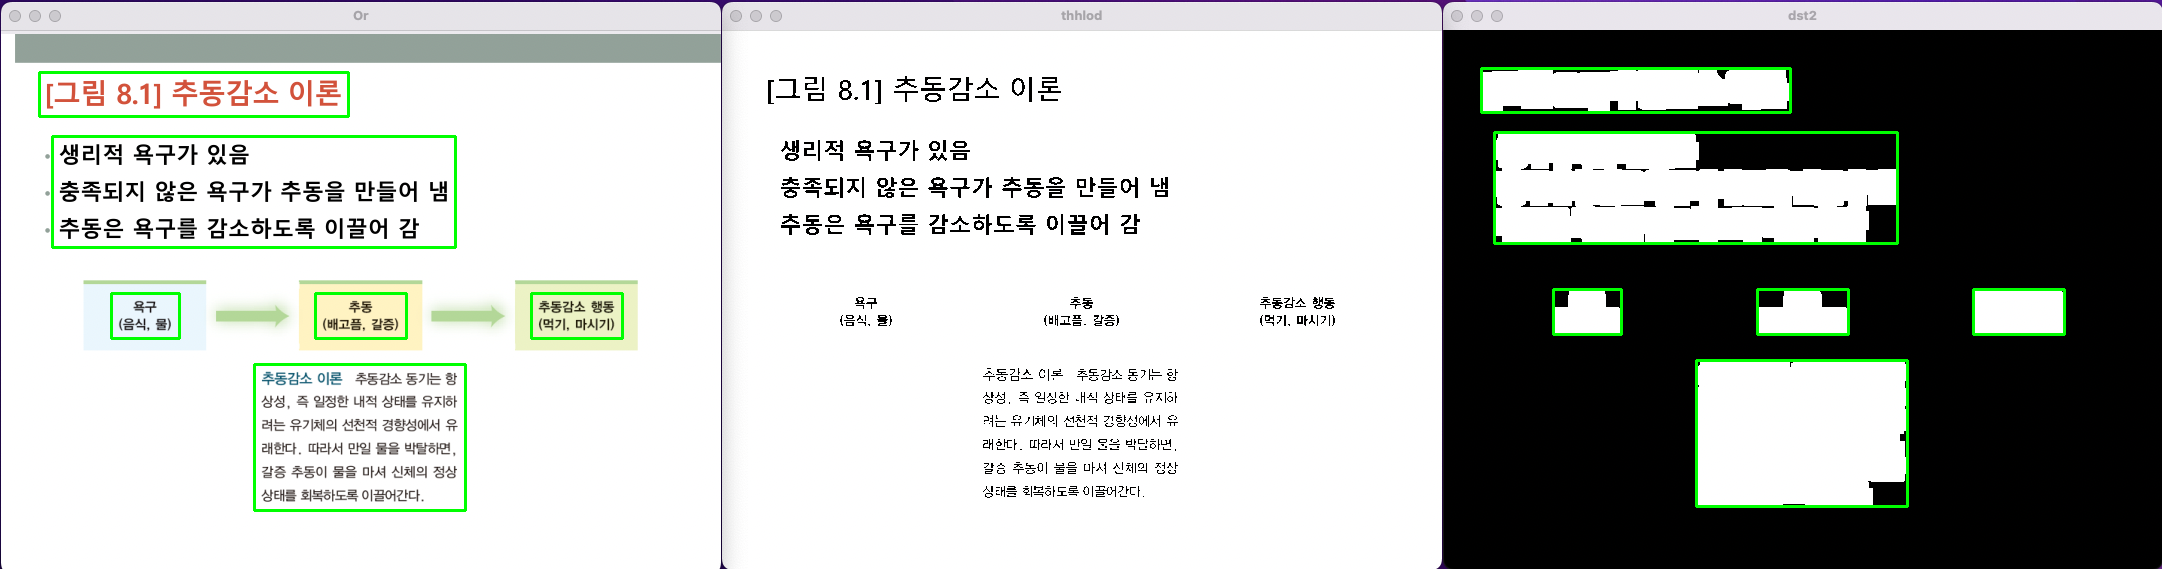 Or
[그림 8.1] 추동감소 이론
• 생리적 욕구가 있음
• 충족되지 않은 욕구가 추동을 만들어 냄
• 추동은 욕구를 감소하도록 이끌어 감
욕구
(음식, 물)
추동
(배고픔, 갈증)
추동감소 행동
(먹기, 마시기)
추동감소 이론 추동감소 동기는 항
상성, 즉 일정한 내적 상태를 유지하
려는 유기체의 선천적 경향성에서 유
래한다. 따라서 만일 물을 박탈하면,
갈증 추동이 물을 마셔 신체의 정상
상태를 회복하도록 이끌어간다.
thhlod
[그림 8.1] 추동감소 이론
생리적 욕구가 있음
충족되지 않은 욕구가 추동을 만들어 냄
추동은 욕구를 감소하도록 이끌어 감
욕구
(음식, 물)
추동
(배고픔, 갈증)
추동감소 행동
(먹기, 마시기)
추동감소 이론 추동감소 동기는 항
상성, 즉 일정한 내적 상태를 유지하
려는 유기체의 선천적 경향성에서 유
래한다. 따라서 만일 물을 박탈하면,
갈증 추동이 물을 마셔 신체의 정상
상태를 회복하도록 이끌어간다.
dst2